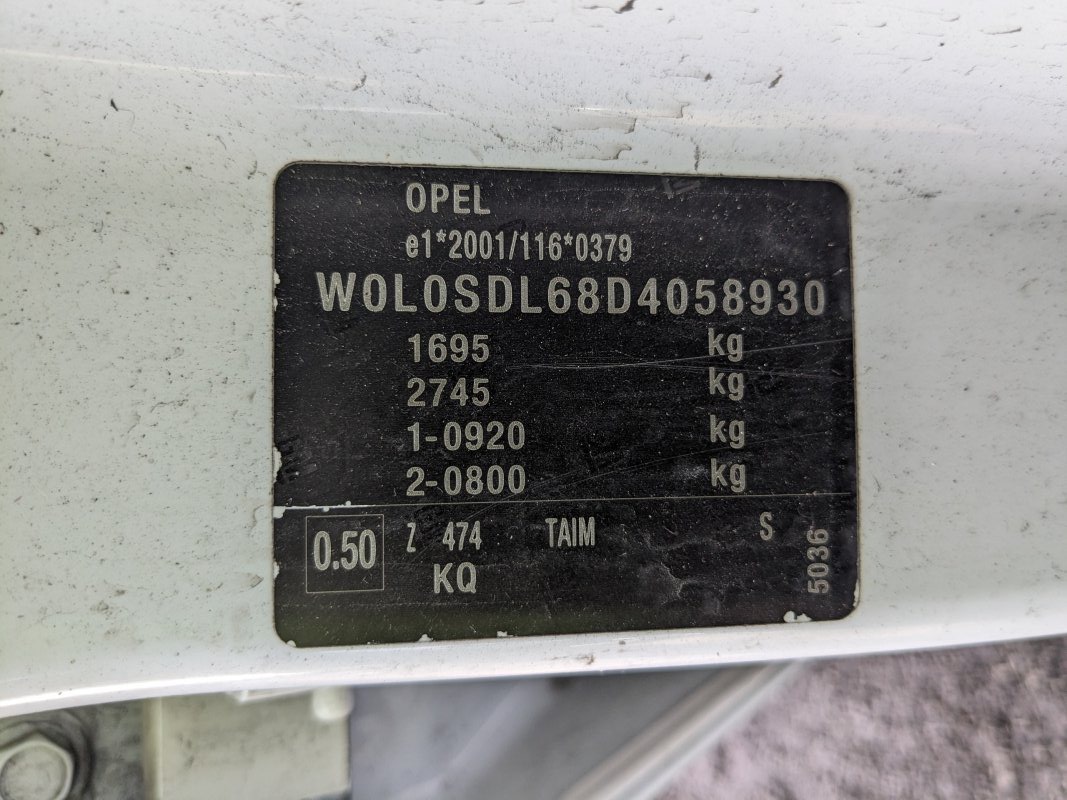 OPEL
e1*2001/116*0379
W0L0SDL68D4058930
1695 kg
2745 kg
1-0920 kg
2-0800 kg
0.50 Z 474 TAIM S
KQ
5036